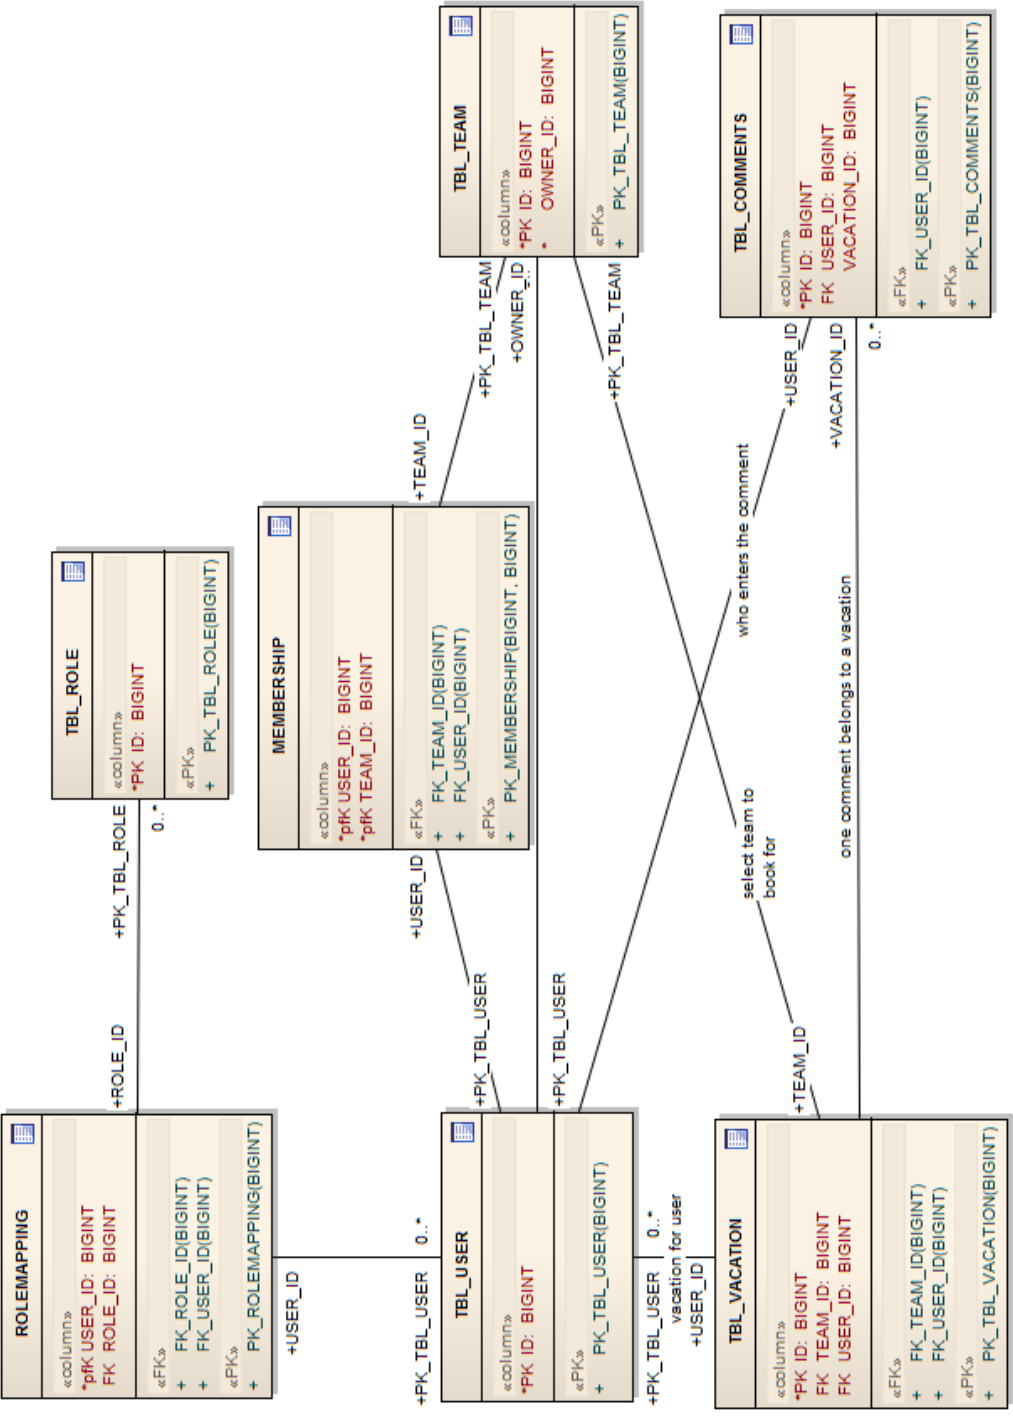 ROLEMAPPING
«column»
*pfK USER_ID: BIGINT
FK ROLE_ID: BIGINT
«FK»
+ FK_ROLE_ID(BIGINT)
+ FK_USER_ID(BIGINT)
«PK»
+ PK_ROLEMAPPING(BIGINT)
+ROLE_ID
+PK_TBL_ROLE
0..*
TBL_ROLE
«column»
*PK ID: BIGINT
«PK»
+ PK_TBL_ROLE(BIGINT)
+USER_ID
+PK_TBL_USER
0..*
MEMBERSHIP
«column»
*pfK USER_ID: BIGINT
*pfK TEAM_ID: BIGINT
«FK»
+ FK_TEAM_ID(BIGINT)
+ FK_USER_ID(BIGINT)
«PK»
+ PK_MEMBERSHIP(BIGINT, BIGINT)
+USER_ID
+TEAM_ID
+PK_TBL_USER
+PK_TBL_TEAM
+OWNER_ID
TBL_USER
«column»
*PK ID: BIGINT
«PK»
+ PK_TBL_USER(BIGINT)
+PK_TBL_USER
TBL_TEAM
«column»
*PK ID: BIGINT
* OWNER_ID: BIGINT
«PK»
+ PK_TBL_TEAM(BIGINT)
+PK_TBL_TEAM
+PK_TBL_USER
0..*
vacation for user
+USER_ID
TBL_VACATION
«column»
*PK ID: BIGINT
FK TEAM_ID: BIGINT
FK USER_ID: BIGINT
«FK»
+ FK_TEAM_ID(BIGINT)
+ FK_USER_ID(BIGINT)
«PK»
+ PK_TBL_VACATION(BIGINT)
+TEAM_ID
select team to
book for
who enters the comment
+USER_ID
one comment belongs to a vacation
+VACATION_ID
0..*
TBL_COMMENTS
«column»
*PK ID: BIGINT
FK USER_ID: BIGINT
VACATION_ID: BIGINT
«FK»
+ FK_USER_ID(BIGINT)
«PK»
+ PK_TBL_COMMENTS(BIGINT)